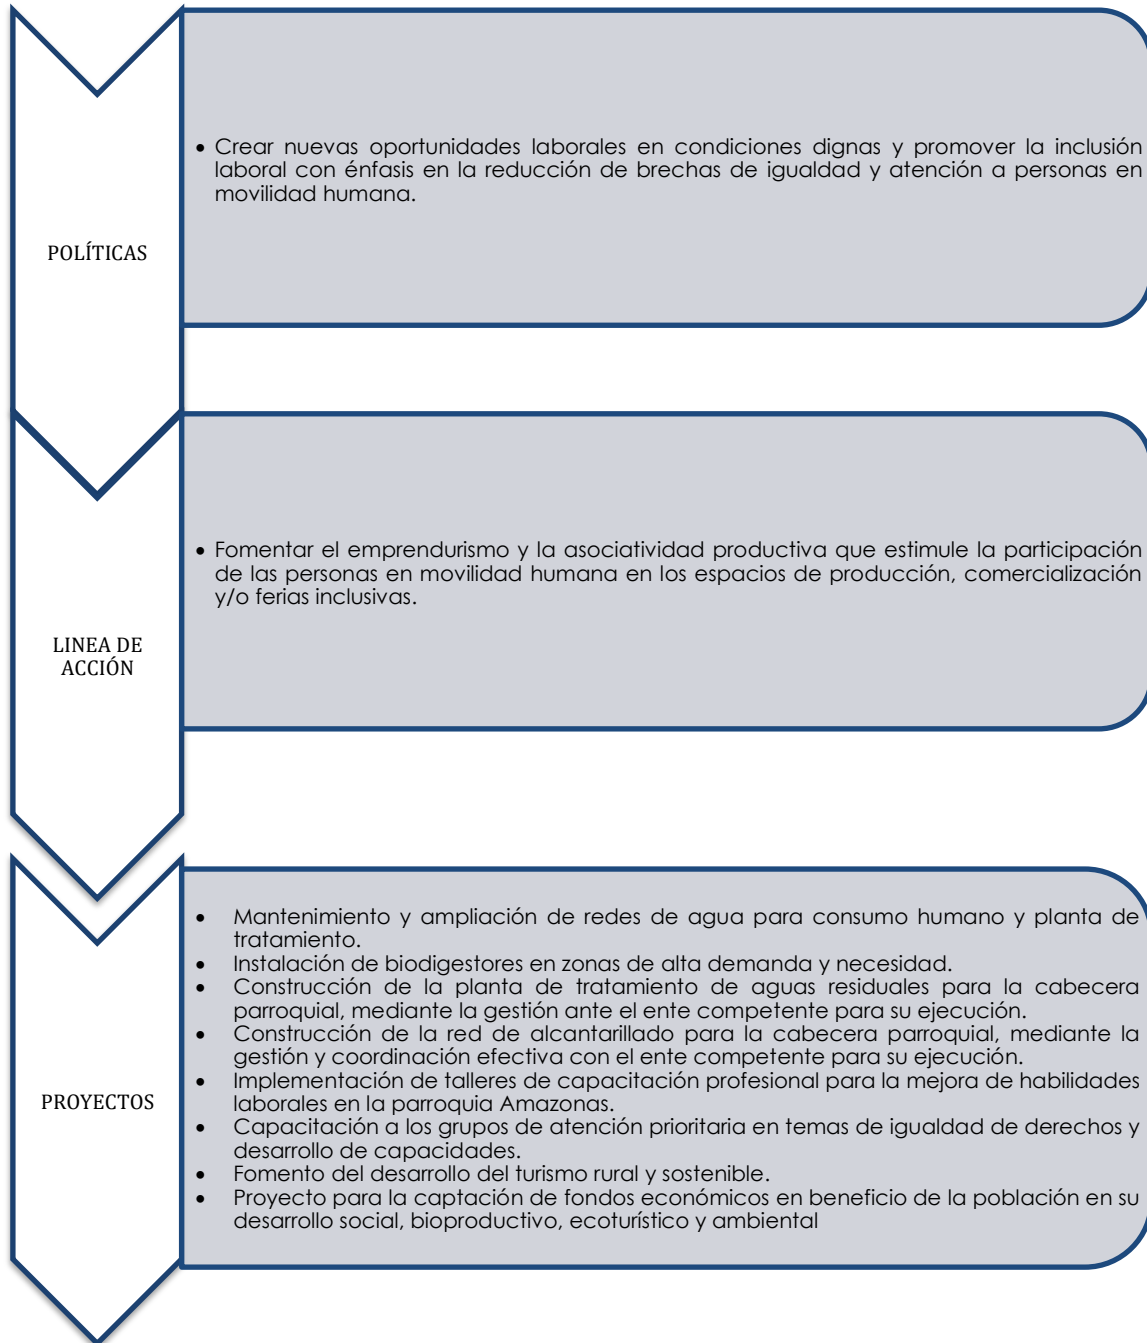 • Crear nuevas oportunidades laborales en condiciones dignas y promover la inclusión
laboral con énfasis en la reducción de brechas de igualdad y atención a personas en
movilidad humana.
POLÍTICAS
• Fomentar el emprendurismo y la asociatividad productiva que estimule la participación
de las personas en movilidad humana en los espacios de producción, comercialización
y/o ferias inclusivas.
LINEA DE
ACCIÓN
• Mantenimiento y ampliación de redes de agua para consumo humano y planta de
tratamiento.
• Instalación de biodigestores en zonas de alta demanda y necesidad.
• Construcción de la planta de tratamiento de aguas residuales para la cabecera
parroquial, mediante la gestión ante el ente competente para su ejecución.
• Construcción de la red de alcantarillado para la cabecera parroquial, mediante la
gestión y coordinación efectiva con el ente competente para su ejecución.
• Implementación de talleres de capacitación profesional para la mejora de habilidades
laborales en la parroquia Amazonas.
• Capacitación a los grupos de atención prioritaria en temas de igualdad de derechos y
desarrollo de capacidades.
• Fomento del desarrollo del turismo rural y sostenible.
• Proyecto para la captación de fondos económicos en beneficio de la población en su
desarrollo social, bioproductivo, ecoturístico y ambiental
PROYECTOS